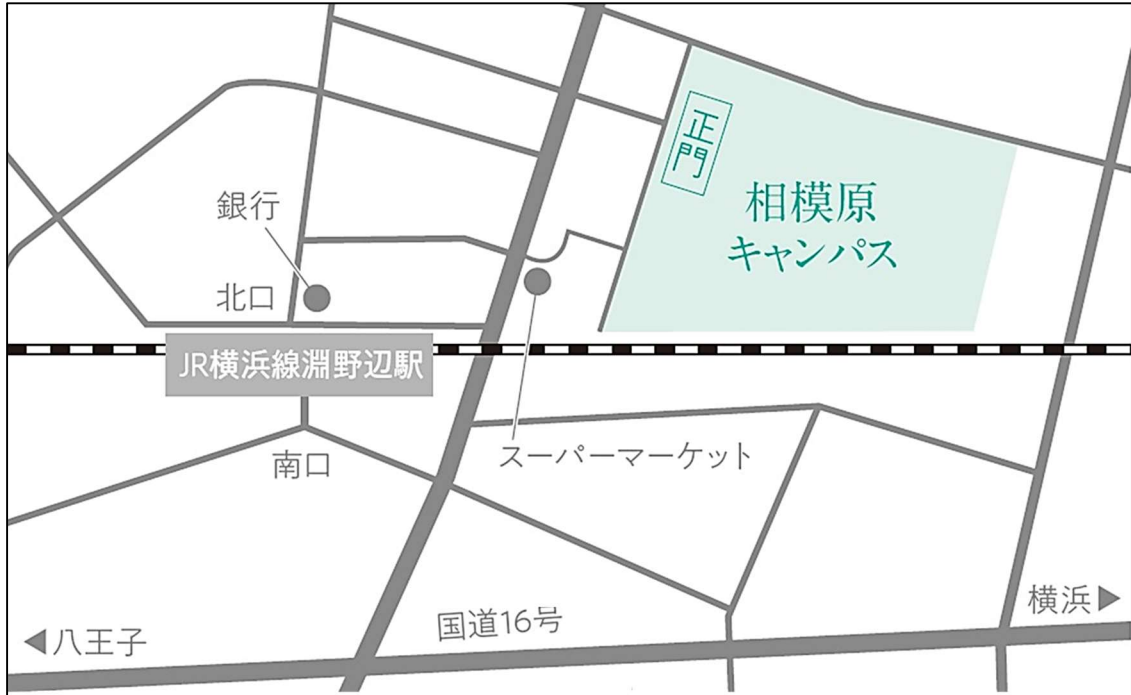 正門
相模原
キャンパス
銀行
北口
JR横浜線淵野辺駅
南口
スーパーマーケット
国道16号
横浜▶
◀八王子